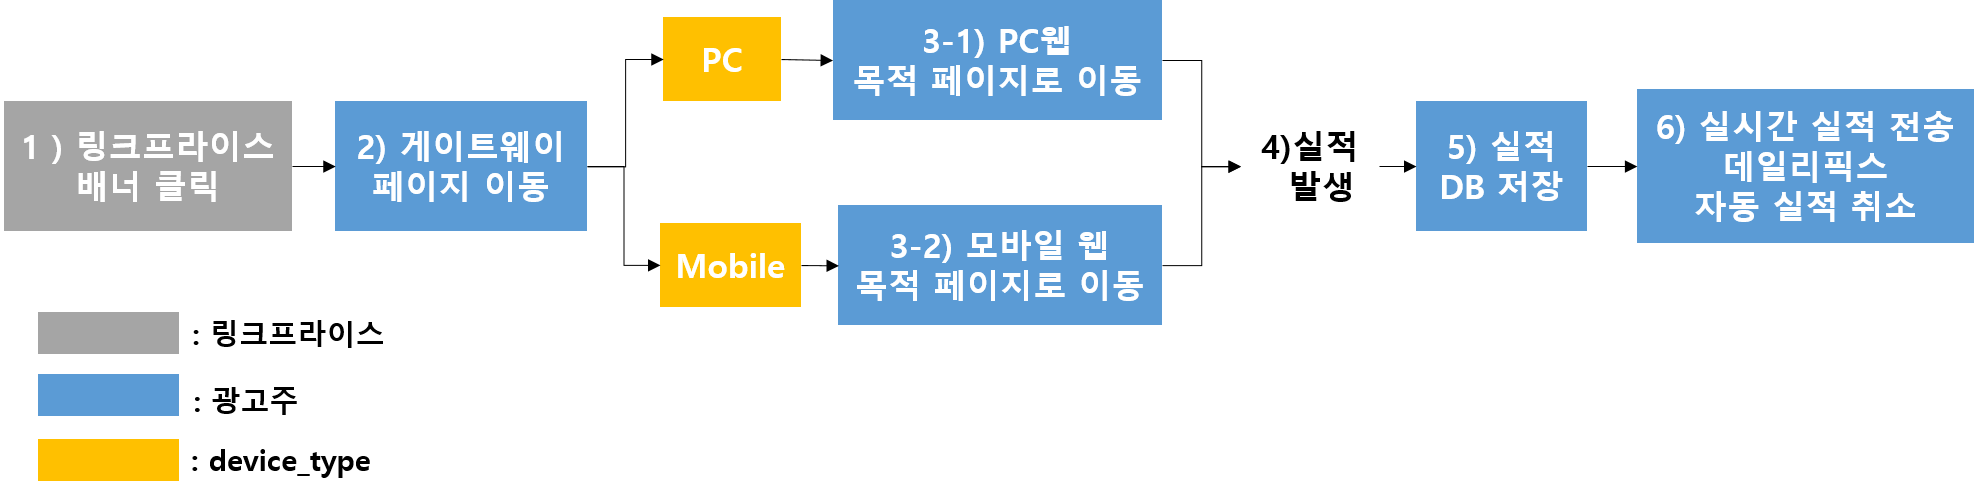 1 ) 링크프라이스
배너 클릭
2) 게이트웨이
페이지 이동
PC
3-1) PC웹
목적 페이지로 이동
Mobile
3-2) 모바일 웹
목적 페이지로 이동
4)실적
발생
5) 실적
DB 저장
6) 실시간 실적 전송
데일리픽스
자동 실적 취소
: 링크프라이스
: 광고주
: device_type